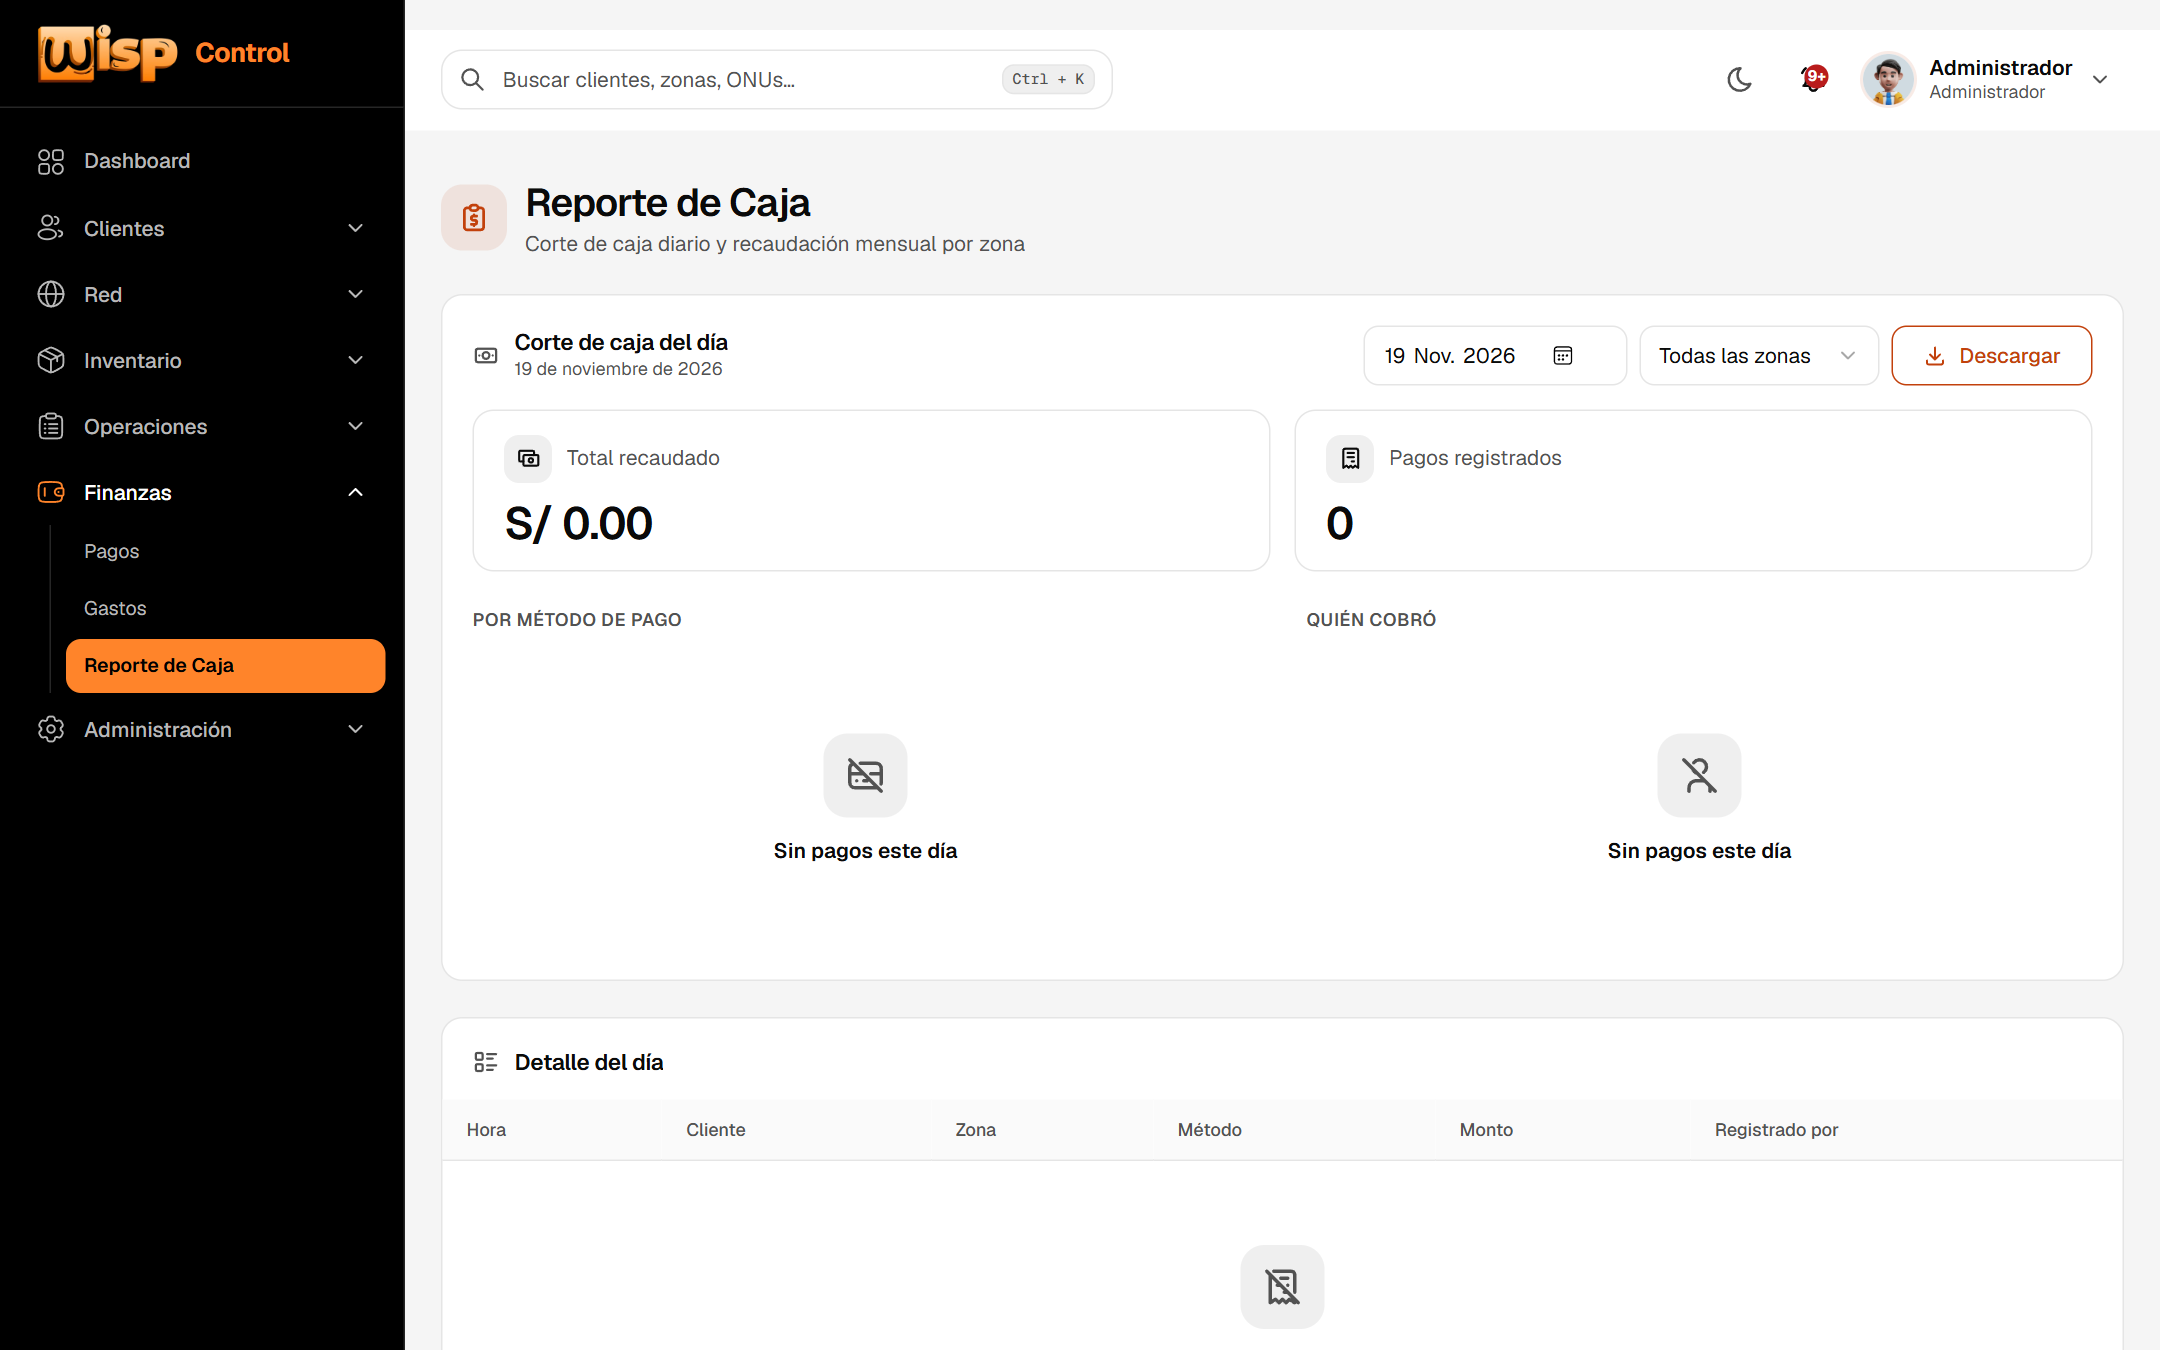 Wisp Control
Dashboard
Clientes
Red
Inventario
Operaciones
Finanzas
Pagos
Gastos
Reporte de Caja
Administración
Buscar clientes, zonas, ONUs...
Ctrl + K
9+
Administrador
Administrador
Reporte de Caja
Corte de caja diario y recaudación mensual por zona
Corte de caja del día
19 de noviembre de 2026
19 Nov. 2026
Todas las zonas
Descargar
Total recaudado
S/ 0.00
Pagos registrados
0
POR MÉTODO DE PAGO
Sin pagos este día
QUIÉN COBRÓ
Sin pagos este día
Detalle del día
Hora Cliente Zona Método Monto Registrado por